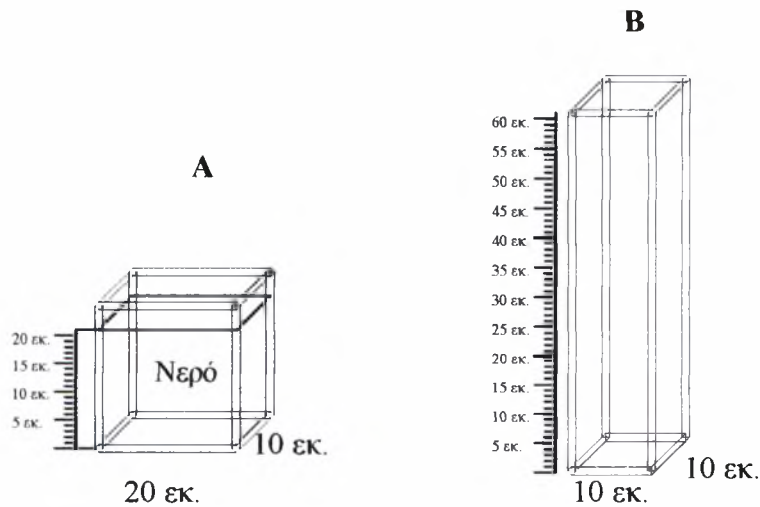 A
20 εκ.
15 εκ.
10 εκ.
5 εκ.
Νερό
10 εκ.
20 εκ.
B
60 εκ.
55 εκ.
50 εκ.
45 εκ.
40 εκ.
35 εκ.
30 εκ.
25 εκ.
20 εκ.
15 εκ.
10 εκ.
5 εκ.
10 εκ.
10 εκ.